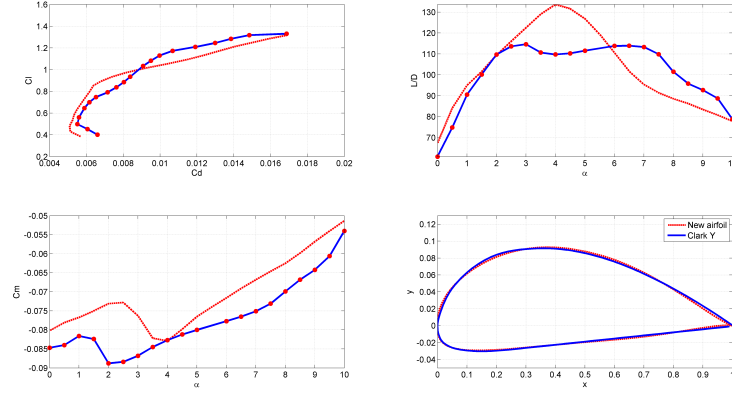 1.6
1.4
1.2
1
0.8
0.6
0.4
0.2
Cl
0.004 0.006 0.008 0.01 0.012 0.014 0.016 0.018 0.02
Cd
130
120
110
100
90
80
70
L/D
0 1 2 3 4 5 6 7 8 9 10
α
-0.05
-0.055
-0.06
-0.065
-0.07
-0.075
-0.08
-0.085
-0.09
Cm
0 1 2 3 4 5 6 7 8 9 10
α
0.12
0.1
0.08
0.06
0.04
0.02
0
-0.02
-0.04
y
New airfoil
Clark Y
0 0.1 0.2 0.3 0.4 0.5 0.6 0.7 0.8 0.9 1
x